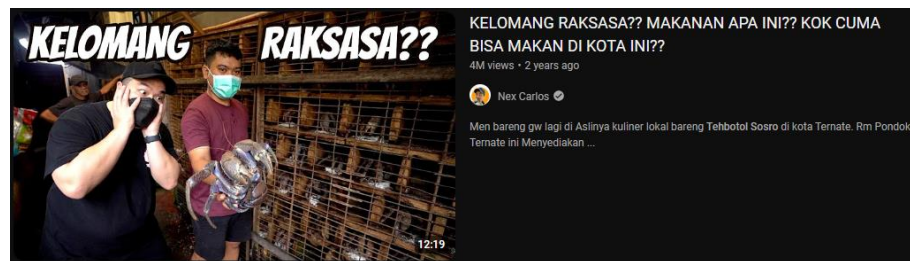 KELOMANG RAKSASA??
12:19
KELOMANG RAKSASA?? MAKANAN APA INI?? KOK CUMA
BISA MAKAN DI KOTA INI??
4M views • 2 years ago
Nex Carlos
Men bareng gw lagi di Aslinya kuliner lokal bareng Tehbotol Sosro di kota Ternate. Rm Pondok
Ternate ini Menyediakan ...